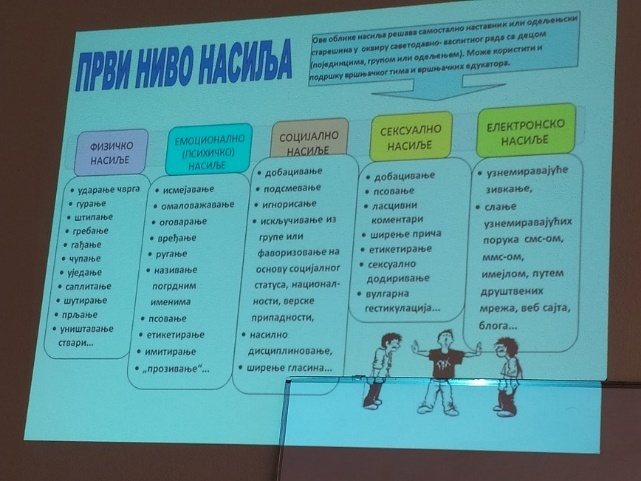 ПРВИ НИВО НАСИЉА
Ове облике насиља решава самостално наставник или одељењски
старешина у оквиру саветодавно- васпитног рада са децом
(појединцима, групом или одељењем). Може користити и
подршку вршњачког тима и вршњачких едукатора.
ФИЗИЧКО
НАСИЉЕ
• ударање чврга
• гурање
• штипање
• гребање
• гађање
• чупање
• уједање
• саплитање
• шутирање
• прљање
• уништавање
ствари...
ЕМОЦИОНАЛНО
(ПСИХИЧКО)
НАСИЉЕ
• исмејавање
• омаловажавање
• оговарање
• вређање
• ругање
• називање
погрдним
именима
• псовање
• етикетирање
• имитирање
• „прозивање"...
СОЦИЈАЛНО
НАСИЉЕ
• добацивање
• подсмевање
• игнорисање
• искључивање из
групе или
фаворизовање на
основу социјалног
статуса, национал-
ности, верске
припадности,
• насилно
дисциплиновање,
• ширење гласина...
СЕКСУАЛНО
НАСИЉЕ
• добацивање
• псовање
• ласцивни
коментари
• ширење прича
• етикетирање
• сексуално
додиривање
• вулгарна
гестикулација...
ЕЛЕКТРОНСКО
НАСИЉЕ
• узнемиравајуће
зивкање,
• слање
узнемиравајућих
порука смс-ом,
ммс-ом,
имејлом, путем
друштвених
мрежа, веб сајта,
блога...